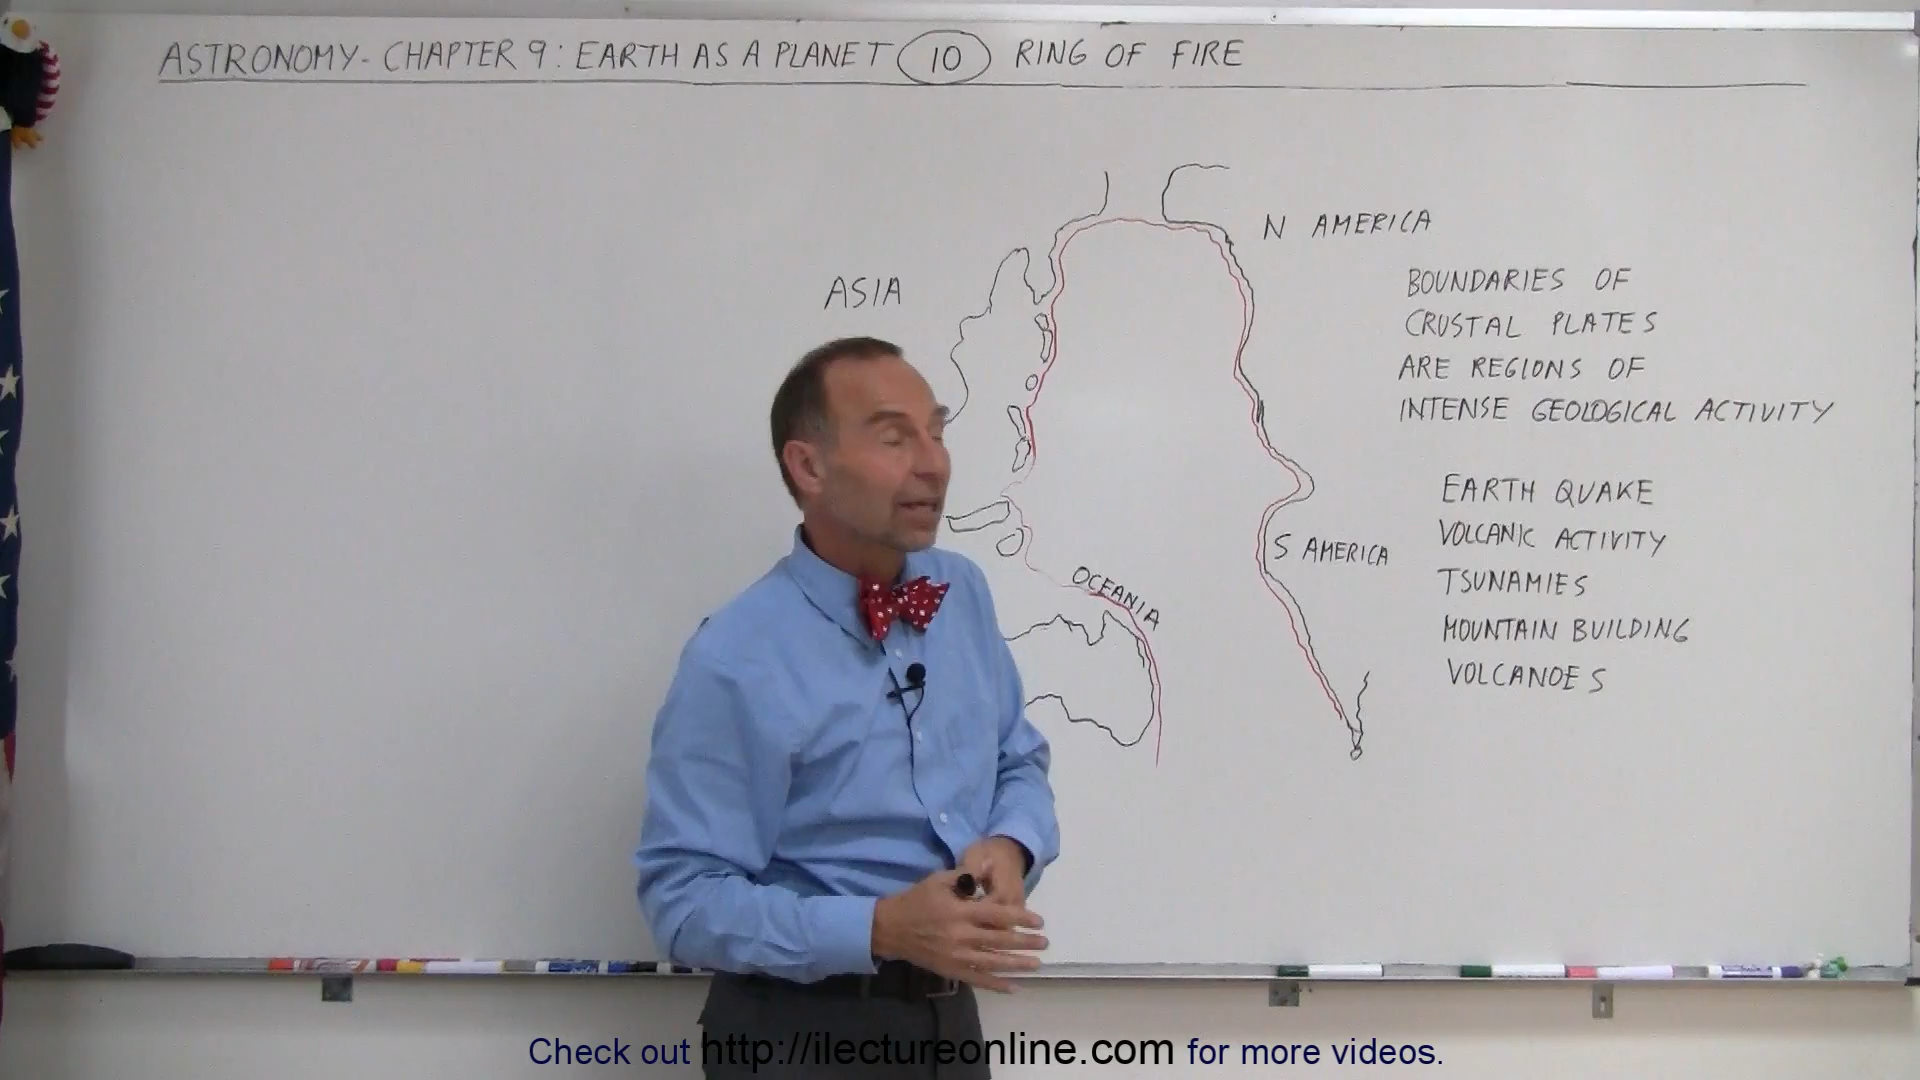 ASTRONOMY - CHAPTER 9 : EARTH AS A PLANET 10 RING OF FIRE
N AMERICA
ASIA
BOUNDARIES OF
CRUSTAL PLATES
ARE REGIONS OF
INTENSE GEOLOGICAL ACTIVITY
EARTH QUAKE
VOLCANIC ACTIVITY
S AMERICA
TSUNAMIES
OCEANIA
MOUNTAIN BUILDING
VOLCANOES
Check out http://ilectureonline.com for more videos.